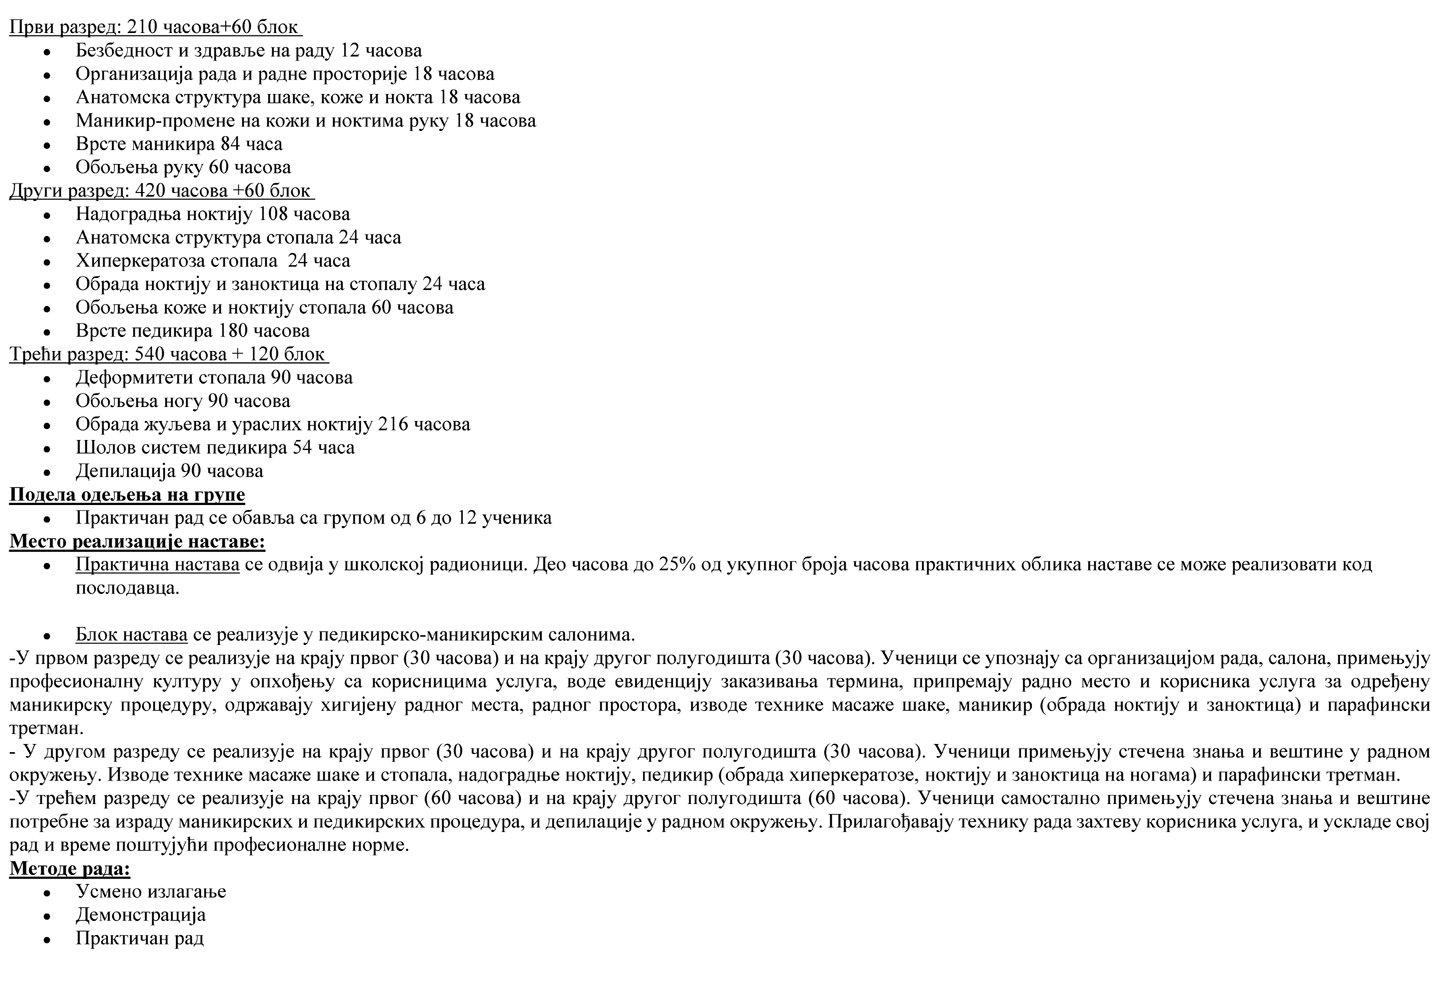 Први разред: 210 часова+60 блок
• Безбедност и здравље на раду 12 часова
• Организација рада и радне просторије 18 часова
• Анатомска структура шаке, коже и нокта 18 часова
• Маникир-промене на кожи и ноктима руку 18 часова
• Врсте маникира 84 часа
• Обољења руку 60 часова
Други разред: 420 часова +60 блок
• Надоградња ноктију 108 часова
• Анатомска структура стопала 24 часа
• Хиперкератоза стопала  24 часа
• Обрада ноктију и заноктица на стопалу 24 часа
• Обољења коже и ноктију стопала 60 часова
• Врсте педикира 180 часова
Трећи разред: 540 часова + 120 блок
• Деформитети стопала 90 часова
• Обољења ногу 90 часова
• Обрада жуљева и ураслих ноктију 216 часова
• Шолов систем педикира 54 часа
• Депилација 90 часова
Подела одељења на групе
• Практичан рад се обавља са групом од 6 до 12 ученика
Место реализације наставе:
• Практична настава се одвија у школској радионици. Део часова до 25% од укупног броја часова практичних облика наставе се може реализовати код
послодавца.
• Блок настава се реализује у педикирско-маникирским салонима.
-У првом разреду се реализује на крају првог (30 часова) и на крају другог полугодишта (30 часова). Ученици се упознају са организацијом рада, салона, примењују
професионалну културу у опхођењу са корисницима услуга, воде евиденцију заказивања термина, припремају радно место и корисника услуга за одређену
маникирску процедуру, одржавају хигијену радног места, радног простора, изводе технике масаже шаке, маникир (обрада ноктију и заноктица) и парафински
третман.
- У другом разреду се реализује на крају првог (30 часова) и на крају другог полугодишта (30 часова). Ученици примењују стечена знања и вештине у радном
окружењу. Изводе технике масаже шаке и стопала, надоградње ноктију, педикир (обрада хиперкератозе, ноктију и заноктица на ногама) и парафински третман.
-У трећем разреду се реализује на крају првог (60 часова) и на крају другог полугодишта (60 часова). Ученици самостално примењују стечена знања и вештине
потребне за израду маникирских и педикирских процедура, и депилације у радном окружењу. Прилагођавају технику рада захтеву корисника услуга, и ускладе свој
рад и време поштујући професионалне норме.
Методе рада:
• Усмено излагање
• Демонстрација
• Практичан рад